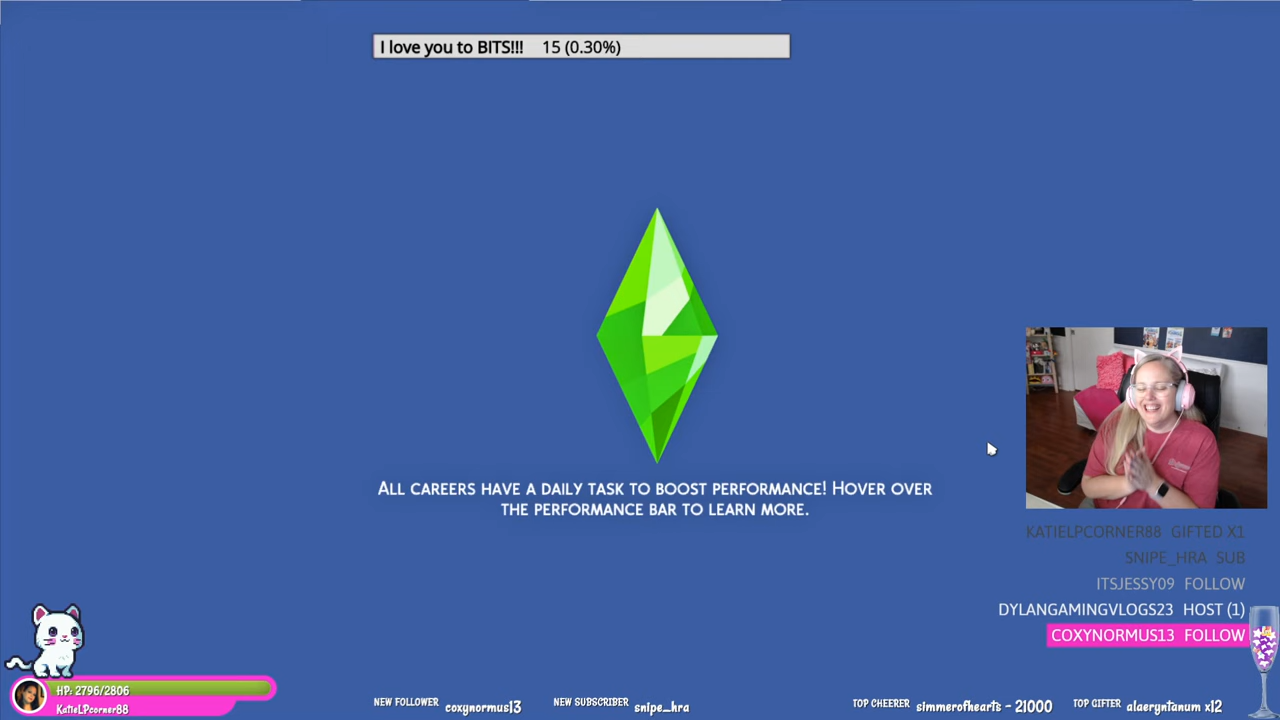 I love you to BITS!!! 15 (0.30%)
ALL CAREERS HAVE A DAILY TASK TO BOOST PERFORMANCE! HOVER OVER
THE PERFORMANCE BAR TO LEARN MORE.
KATIELPCORNER88 GIFTED X1
SNIPE_HRA SUB
ITSJESSY09 FOLLOW
DYLANGAMINGVLOGS23 HOST (1)
COXYNORMUS13 FOLLOW
HP: 2796/2806
KatieLPcorner88
NEW FOLLOWER coxynormus13 NEW SUBSCRIBER snipe_hra TOP CHEERER simmerofhearts - 21000 TOP GIFTER alaeryntanum x12